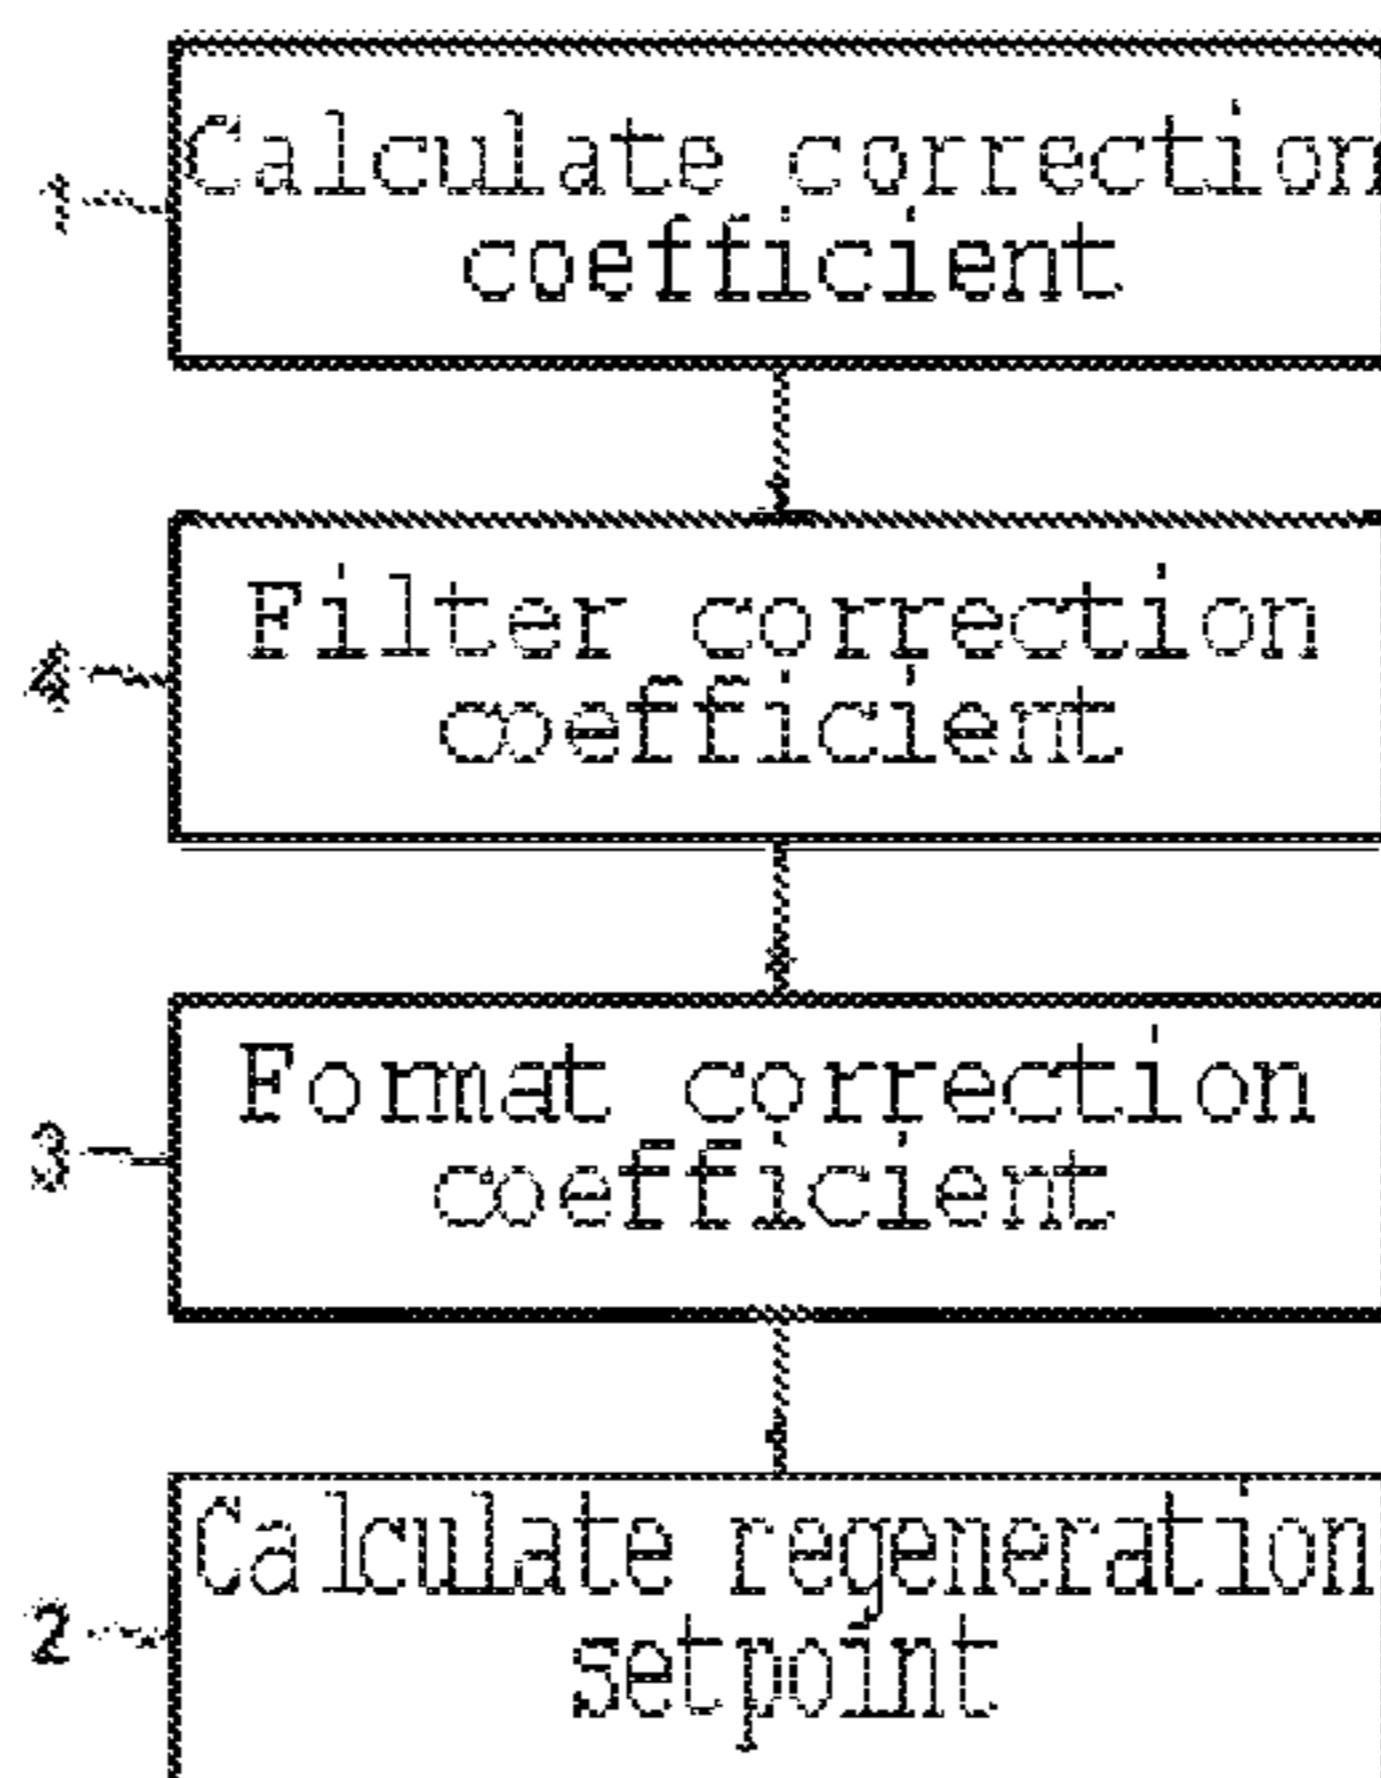 1
Calculate correction
coefficient
4
Filter correction
coefficient
3
Format correction
coefficient
2
Calculate regeneration
setpoint